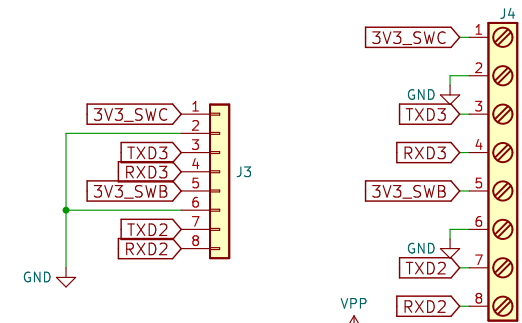 J4
3V3_SWC 1
2
GND
TXD3 3
RXD3 4
3V3_SWB 5
6
GND
TXD2 7
RXD2 8
VPP
J3
3V3_SWC 1
2
TXD3 3
RXD3 4
3V3_SWB 5
6
TXD2 7
RXD2 8
GND